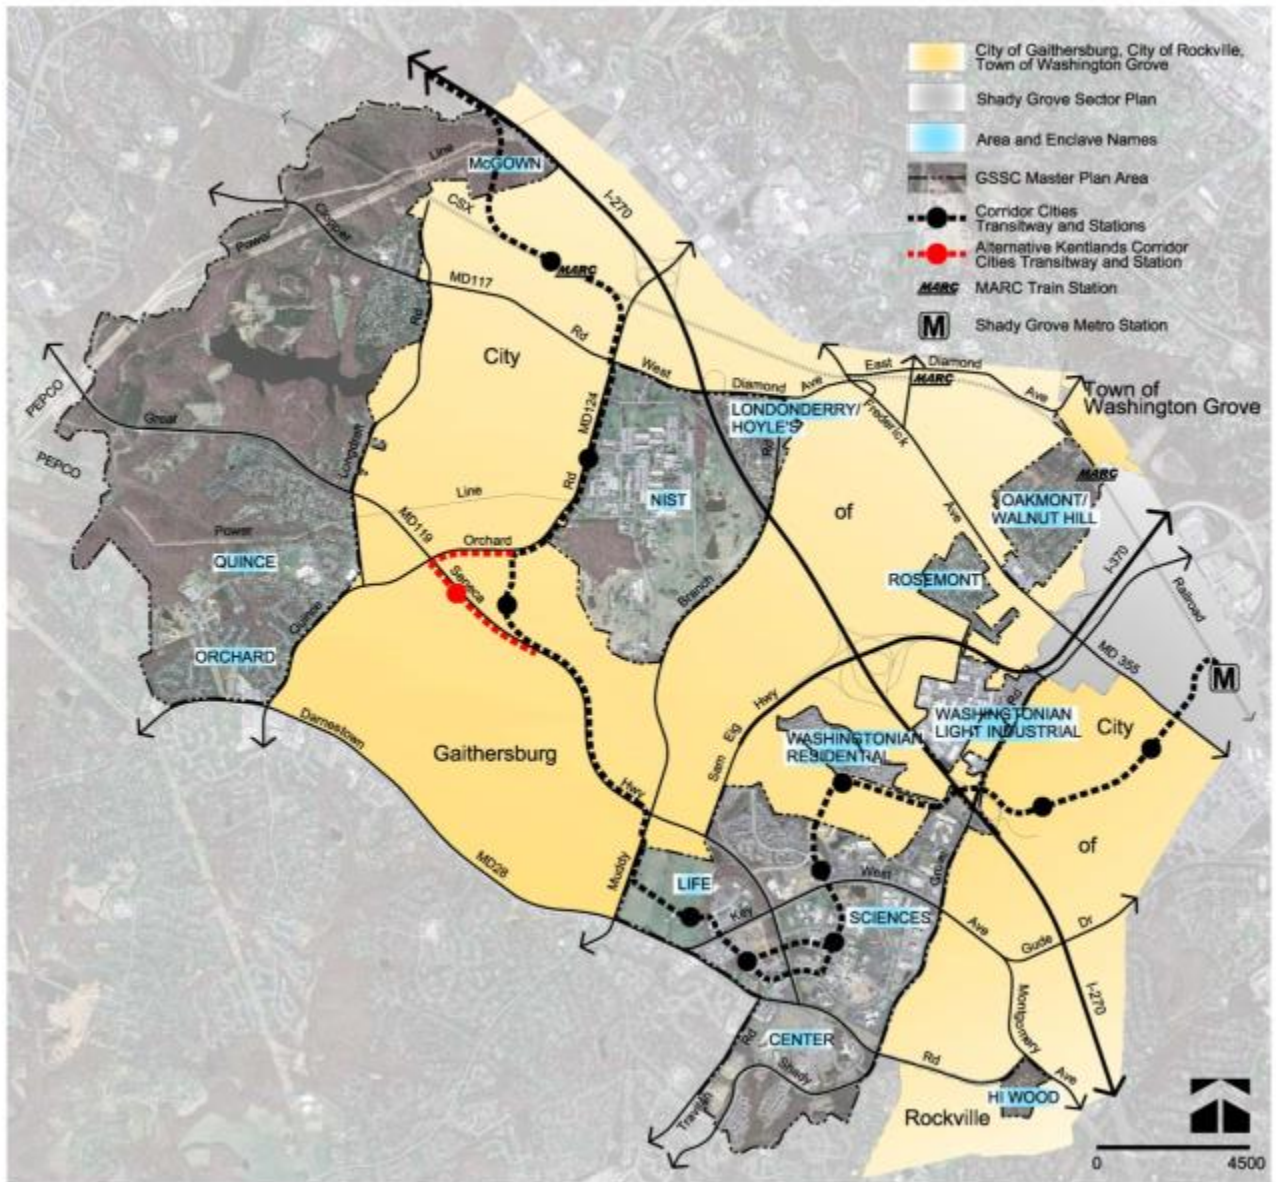 City of Gaithersburg, City of Rockville,
Town of Washington Grove
Shady Grove Sector Plan
Area and Enclave Names
GSSC Master Plan Area
Corridor Cities
Transitway and Stations
Alternative Kentlands Corridor
Cities Transitway and Station
MARC
MARC Train Station
M
Shady Grove Metro Station
McGOWN
Line
CSX
I-270
Clopper
Power
MARC
MD117
Rd
Rd
City
West
Diamond
Ave
East
Diamond
Ave
MARC
Town of
Washington Grove
PEPCO
PEPCO
Great
Longdraft
MD124
Rd
LONDONDERRY/
HOYLE'S
Rd
Frederick
MARC
Line
NIST
of
Ave
OAKMONT/
WALNUT HILL
MD119
Power
QUINCE
Orchard
Seneca
Branch
ROSEMONT
I-370
Railroad
Quince
ORCHARD
MD 355
M
Darnestown
Gaithersburg
Hwy
Sam
Eig
Hwy
WASHINGTONIAN
RESIDENTIAL
WASHINGTONIAN
LIGHT INDUSTRIAL
Rd
City
of
MD28
Muddy
LIFE
Key
West
Grove
SCIENCES
Ave
Gude
Dr
I-270
Montgomery
Ave
CENTER
Rd
Shady
Rd
Travilah
HI WOOD
Rockville
0
4500